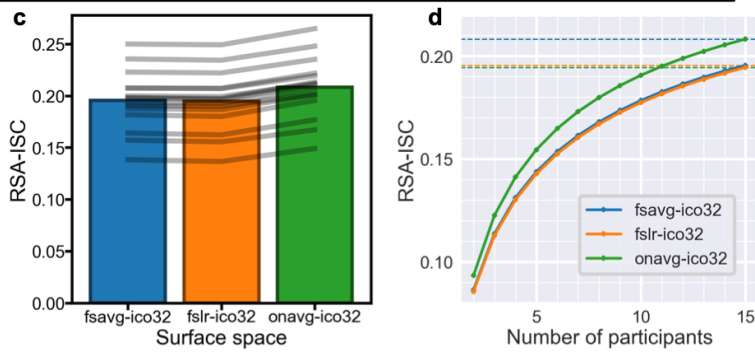 c
0.25
0.20
0.15
0.10
0.05
0.00
RSA-ISC
fsavg-ico32 fslr-ico32 onavg-ico32
Surface space
d
0.20
0.15
0.10
RSA-ISC
fsavg-ico32
fslr-ico32
onavg-ico32
5 10 15
Number of participants